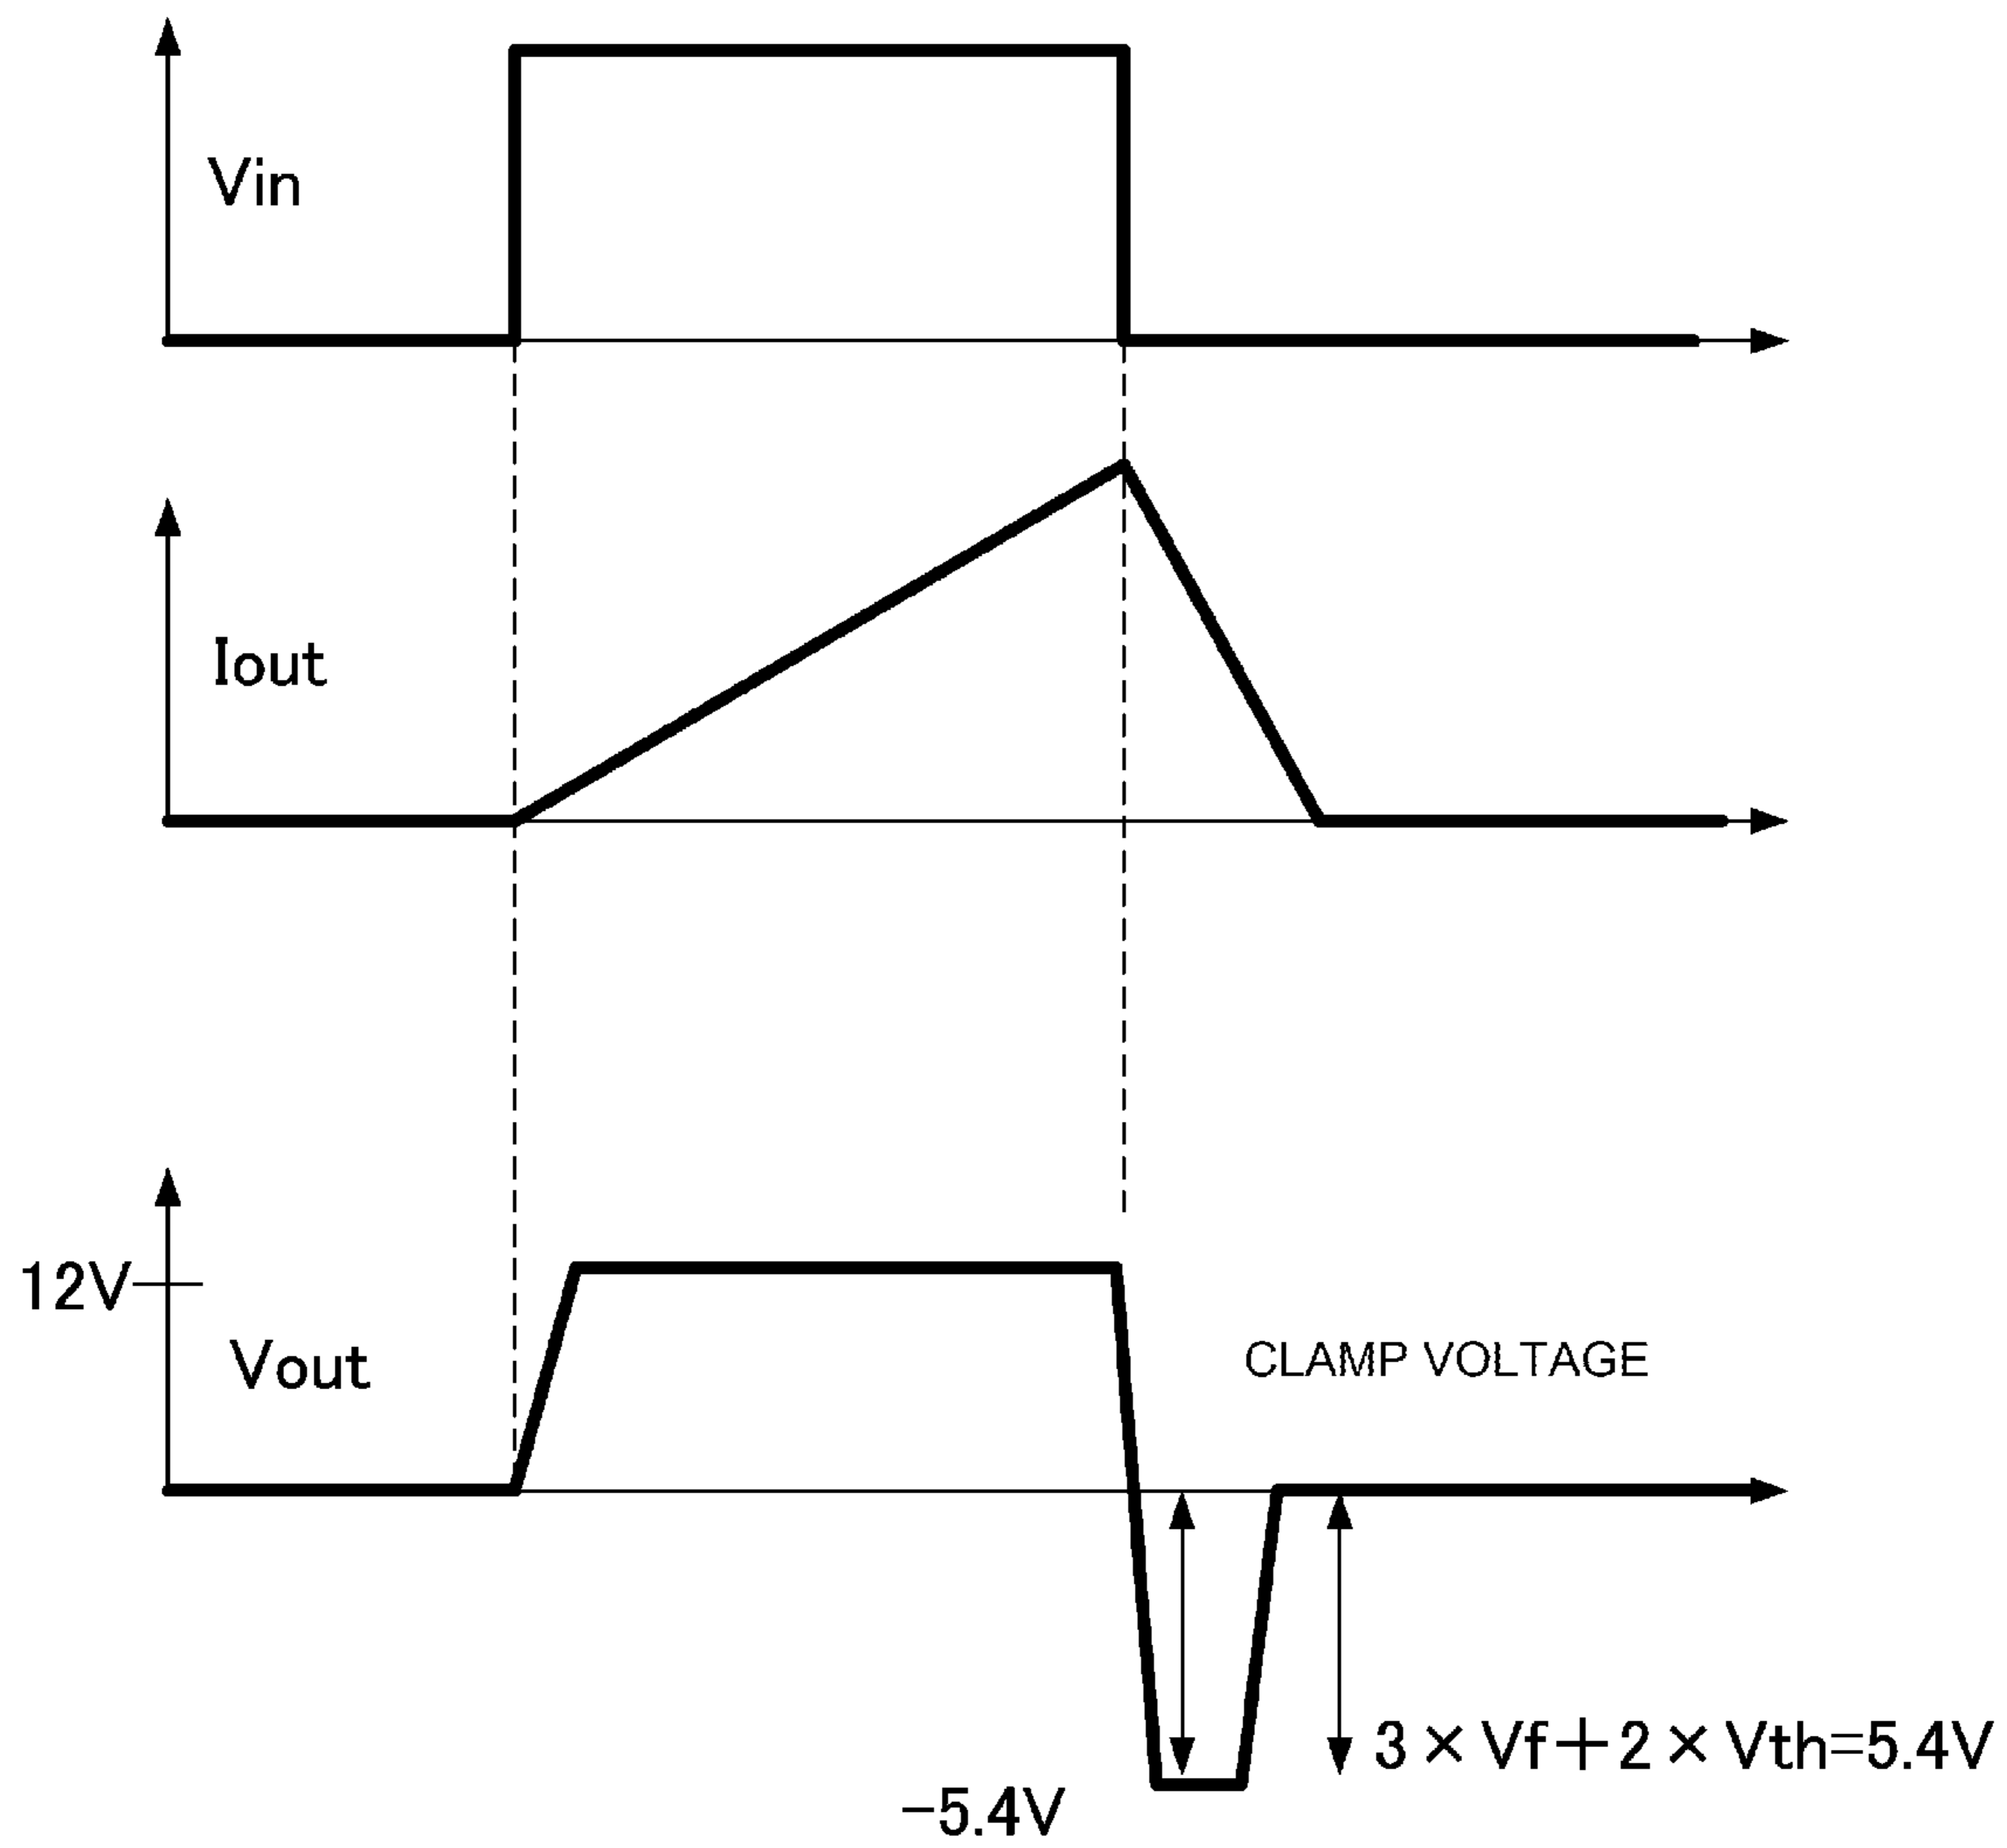 Vin
Iout
12V
Vout
CLAMP VOLTAGE
3 × Vf＋2 × Vth=5.4V
−5.4V